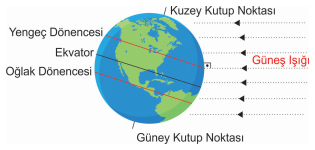 Kuzey Kutup Noktası
Yengeç Dönencesi
Ekvator
Güneş Işığı
Oğlak Dönencesi
Güney Kutup Noktası